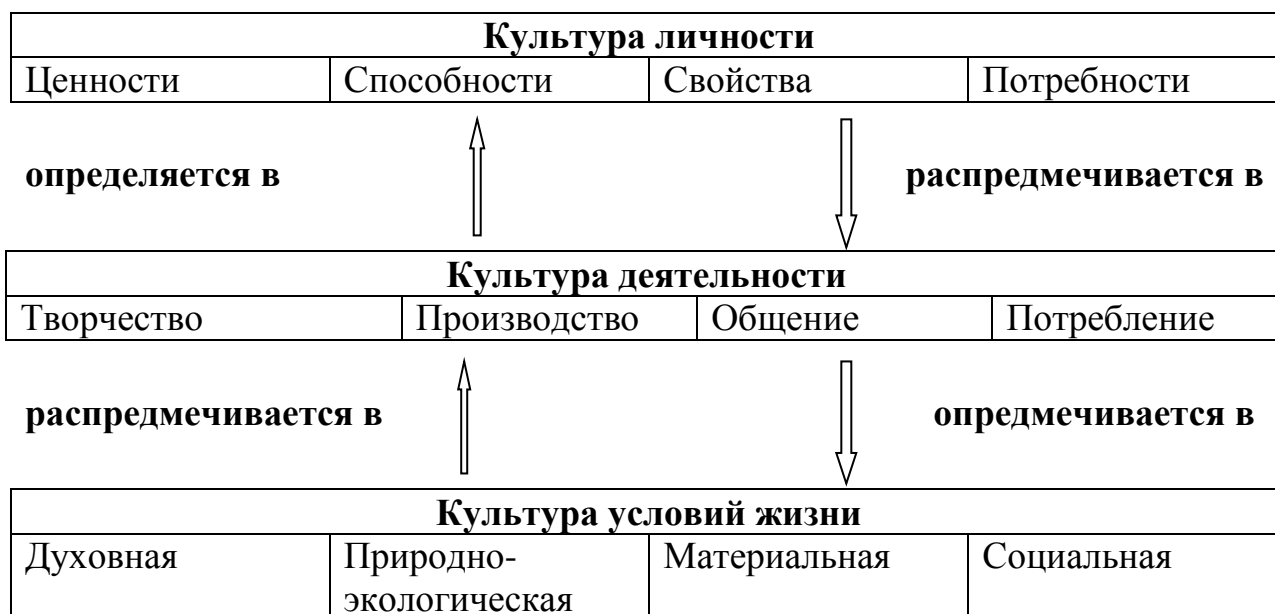 Культура личности
Ценности Способности Свойства Потребности
определяется в распредмечивается в
Культура деятельности
Творчество Производство Общение Потребление
распредмечивается в опредмечивается в
Культура условий жизни
Духовная Природно- Материальная Социальная
экологическая